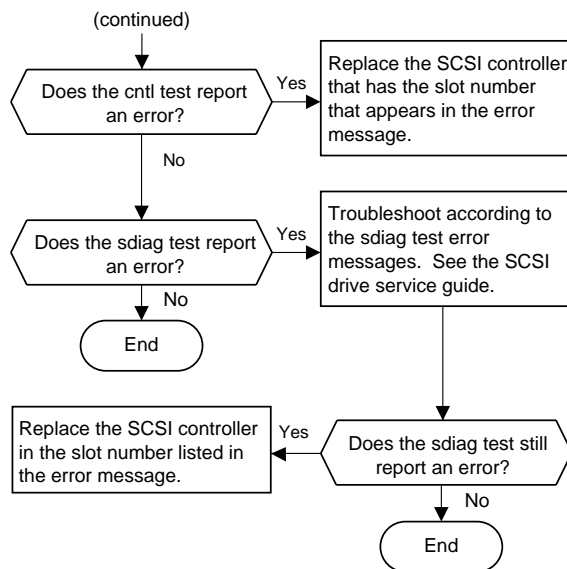 (continued)
Does the cntl test report
an error?
Yes
Replace the SCSI controller
that has the slot number
that appears in the error
message.
No
Does the sdiag test report
an error?
Yes
Troubleshoot according to
the sdiag test error
messages.  See the SCSI
drive service guide.
No
End
Replace the SCSI controller
in the slot number listed in
the error message.
Yes
Does the sdiag test still
report an error?
No
End